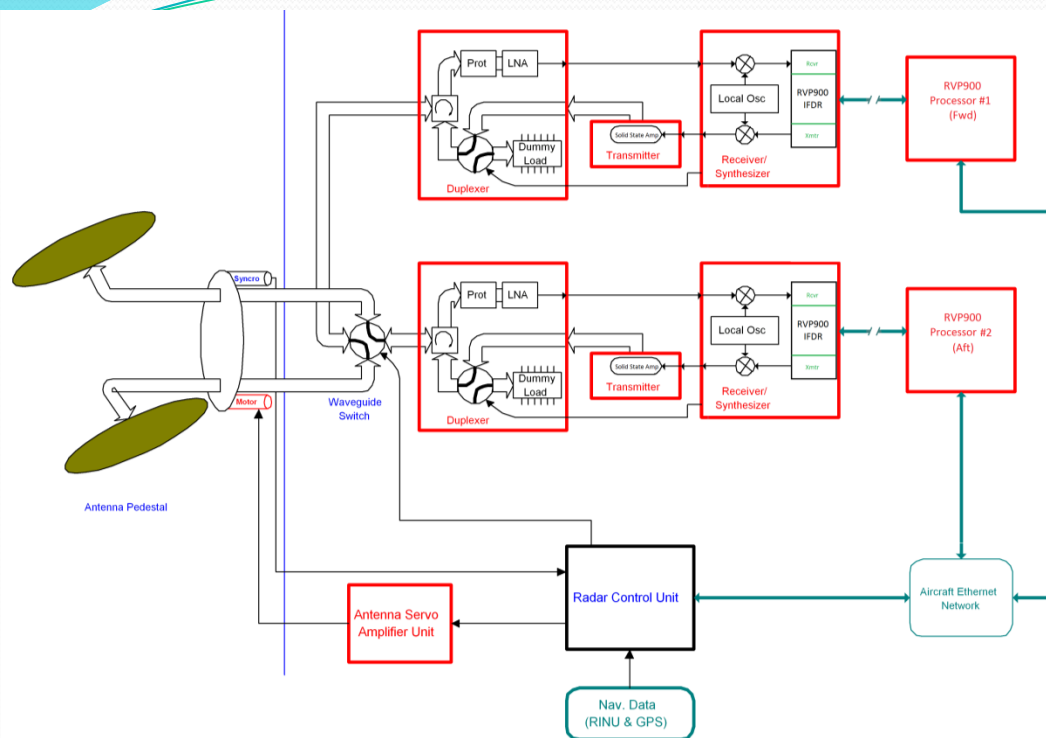 Prot
LNA
Local Osc
Rcvr
RVP900
IFDR
Xmtr
RVP900
Processor #1
(Fwd)
Solid State Amp
Transmitter
Dummy
Load
Duplexer
Receiver/
Synthesizer
Syncro
Motor
Antenna Pedestal
Waveguide
Switch
Prot
LNA
Local Osc
Rcvr
RVP900
IFDR
Xmtr
RVP900
Processor #2
(Aft)
Solid State Amp
Transmitter
Dummy
Load
Duplexer
Receiver/
Synthesizer
Antenna Servo
Amplifier Unit
Radar Control Unit
Aircraft Ethernet
Network
Nav. Data
(RINU & GPS)